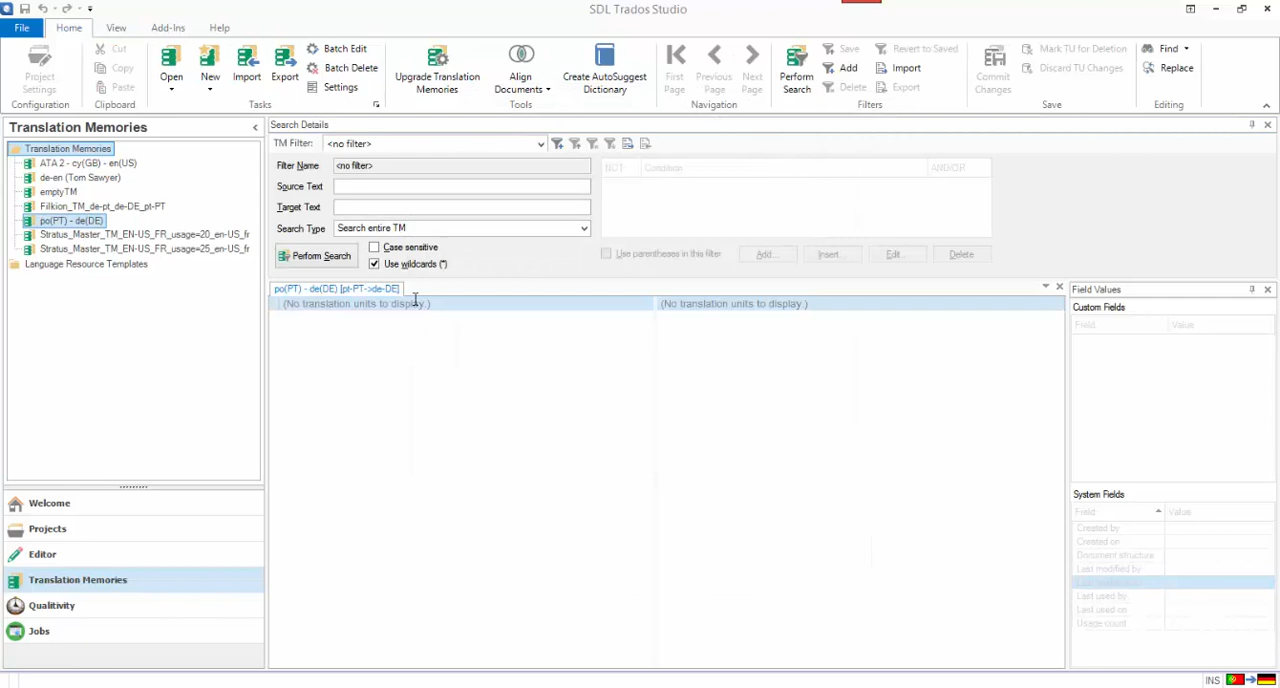 SDL Trados Studio
File Home View Add-Ins Help
Project Settings
Configuration
Cut
Copy
Paste
Clipboard
Open
New
Import
Export
Batch Edit
Batch Delete
Settings
Tasks
Upgrade Translation Memories
Align Documents
Create AutoSuggest Dictionary
Tools
First Page
Previous Page
Next Page
Navigation
Perform Search
Save
Add
Delete
Revert to Saved
Import
Export
Filters
Commit Changes
Mark TU for Deletion
Discard TU Changes
Save
Find
Replace
Editing
Translation Memories
Translation Memories
ATA 2 - cy(GB) - en(US)
de-en (Tom Sawyer)
emptyTM
Filkion_TM_de-pt_de-DE_pt-PT
po(PT) - de(DE)
Stratus_Master_TM_EN-US_FR_usage=20_en-US_fr
Stratus_Master_TM_EN-US_FR_usage=25_en-US_fr
Language Resource Templates
Welcome
Projects
Editor
Translation Memories
Qualitivity
Jobs
Search Details
TM Filter: <no filter>
Filter Name <no filter>
Source Text
Target Text
Search Type Search entire TM
Perform Search
Case sensitive
Use wildcards (*)
NOT Condition AND/OR
Use parentheses in this filter Add... Insert... Edit... Delete
po(PT) - de(DE) [pt-PT->de-DE]
(No translation units to display.) (No translation units to display.)
Field Values
Custom Fields
Field Value
System Fields
Field Value
Created by
Created on
Document structure
Last modified by
Last used by
Last used on
Usage count
INS